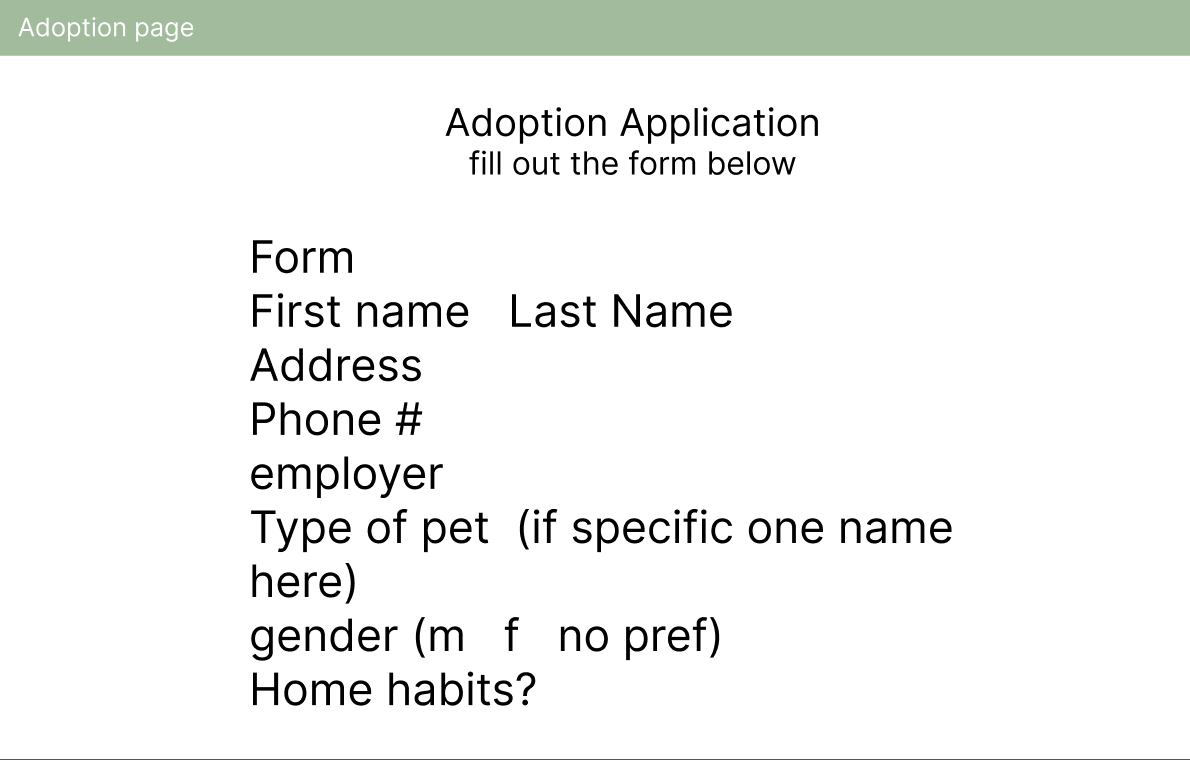 Adoption page
Adoption Application
fill out the form below
Form
First name   Last Name
Address
Phone #
employer
Type of pet  (if specific one name
here)
gender (m   f   no pref)
Home habits?